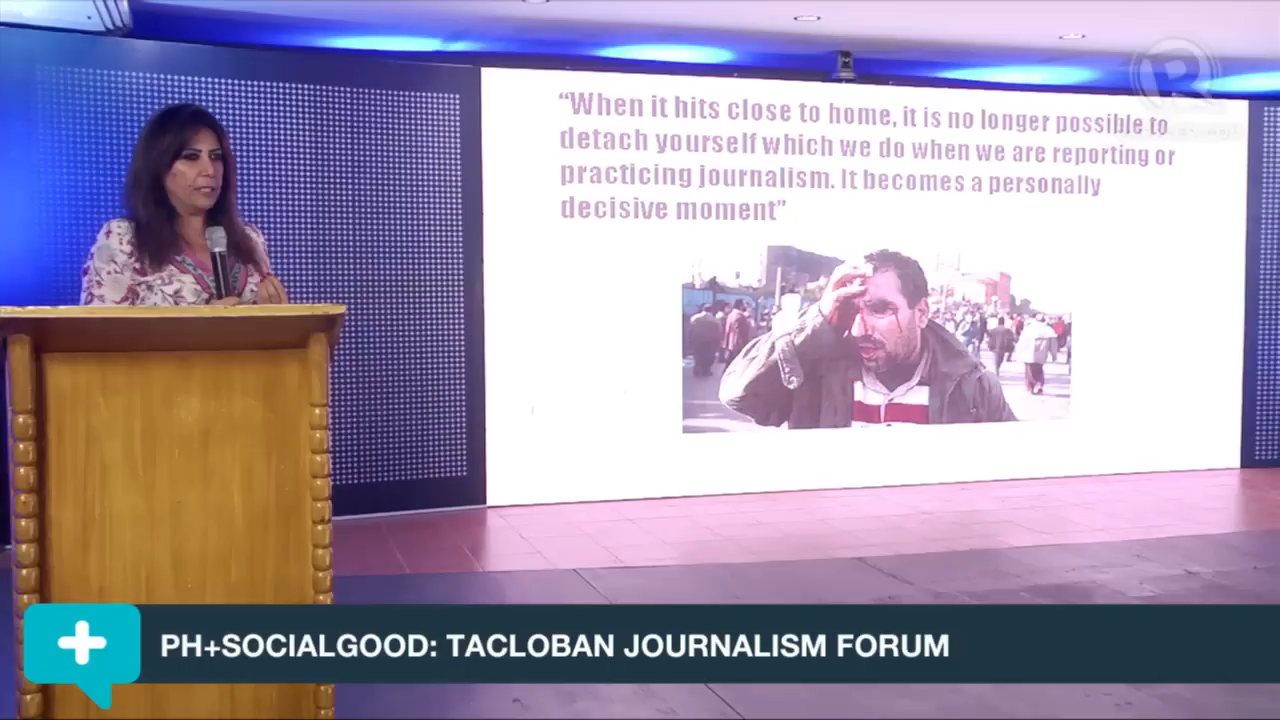 “When it hits close to home, it is no longer possible to
detach yourself which we do when we are reporting or
practicing journalism. It becomes a personally
decisive moment”
PH+SOCIALGOOD: TACLOBAN JOURNALISM FORUM